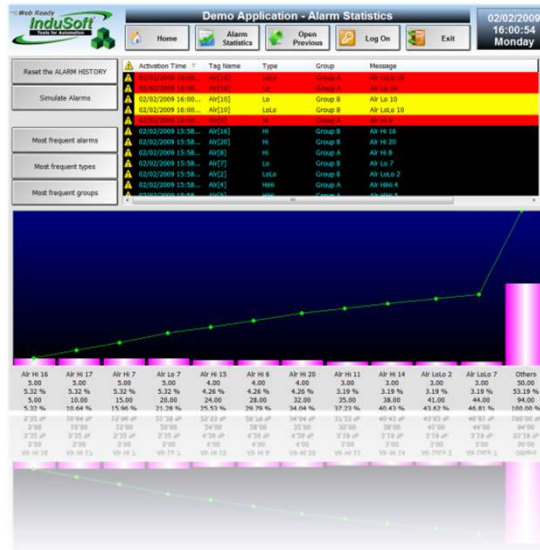 Web Ready
InduSoft
Tools for Automation
Demo Application - Alarm Statistics
Home
Alarm Statistics
Open Previous
Log On
Exit
02/02/2009
16:00:54
Monday
Reset the ALARM HISTORY
Simulate Alarms
Most frequent alarms
Most frequent types
Most frequent groups
Activation Time Tag Name Type Group Message
02/02/2009 16:00... Alr[10] Lo Group B Alr Lo 10
02/02/2009 16:00... Alr[10] LoLo Group B Alr LoLo 10
02/02/2009 15:58... Alr[16] Hi Group B Alr Hi 16
02/02/2009 15:58... Alr[20] Hi Group B Alr Hi 20
02/02/2009 15:58... Alr[8] Hi Group A Alr Hi 8
02/02/2009 15:58... Alr[7] Lo Group B Alr Lo 7
02/02/2009 15:58... Alr[2] LoLo Group B Alr LoLo 2
02/02/2009 15:58... Alr[4] HiHi Group A Alr HiHi 4
Alr Hi 16 Alr Hi 17 Alr Hi 7 Alr Lo 7 Alr Hi 15 Alr Hi 6 Alr Hi 20 Alr Hi 11 Alr Hi 14 Alr LoLo 2 Alr LoLo 7 Others
5.00 5.00 5.00 5.00 4.00 4.00 4.00 3.00 3.00 3.00 3.00 50.00
5.32 % 5.32 % 5.32 % 5.32 % 4.26 % 4.26 % 4.26 % 3.19 % 3.19 % 3.19 % 3.19 % 53.19 %
5.00 10.00 15.00 20.00 24.00 28.00 32.00 35.00 38.00 41.00 44.00 94.00
5.32 % 10.64 % 15.96 % 21.28 % 25.53 % 29.79 % 34.04 % 37.23 % 40.43 % 43.62 % 46.81 % 100.00 %